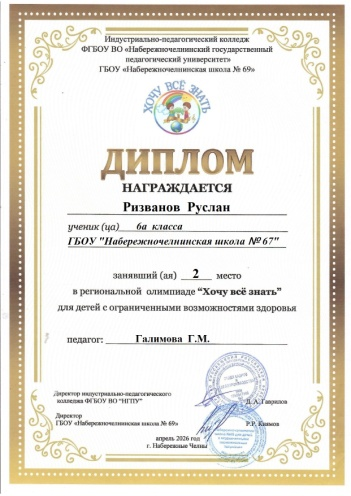 Индустриально-педагогический колледж
ФГБОУ ВО «Набережночелнинский государственный
педагогический университет»
ГБОУ «Набережночелнинская школа № 69»
ХОЧУ ВСЁ ЗНАТЬ
ДИПЛОМ
НАГРАЖДАЕТСЯ
Ризванов Руслан
ученик (ца) 6а класса
ГБОУ "Набережночелнинская школа № 67"
занявший (ая) 2 место
в региональной олимпиаде “Хочу всё знать”
для детей с ограниченными возможностями здоровья
педагог: Галимова Г.М.
Директор индустриально-педагогического
колледжа ФГБОУ ВО "НГПУ"
Д.А. Гаврилов
Директор
ГБОУ «Набережночелнинская школа № 69»
Р.Р. Каюмов
апрель 2026 год
г. Набережные Челны